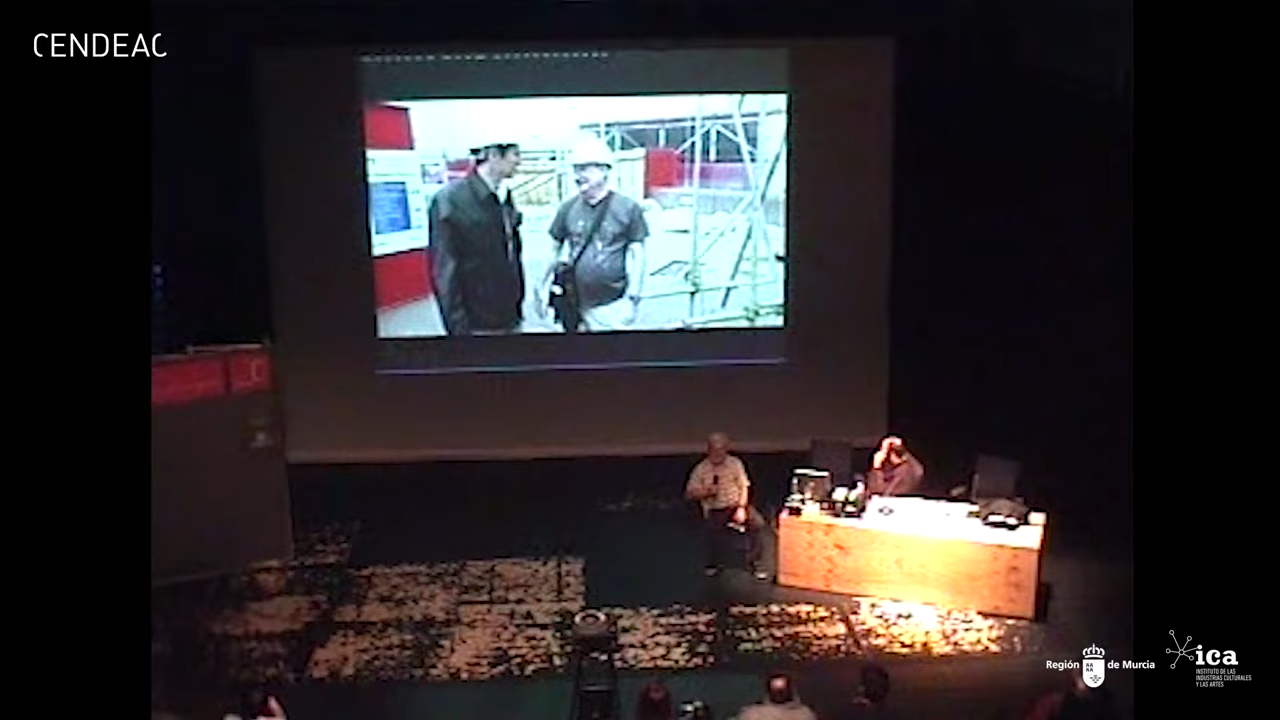 CENDEAC
Región de Murcia
ica
INSTITUTO DE LAS
INDUSTRIAS CULTURALES
Y LAS ARTES